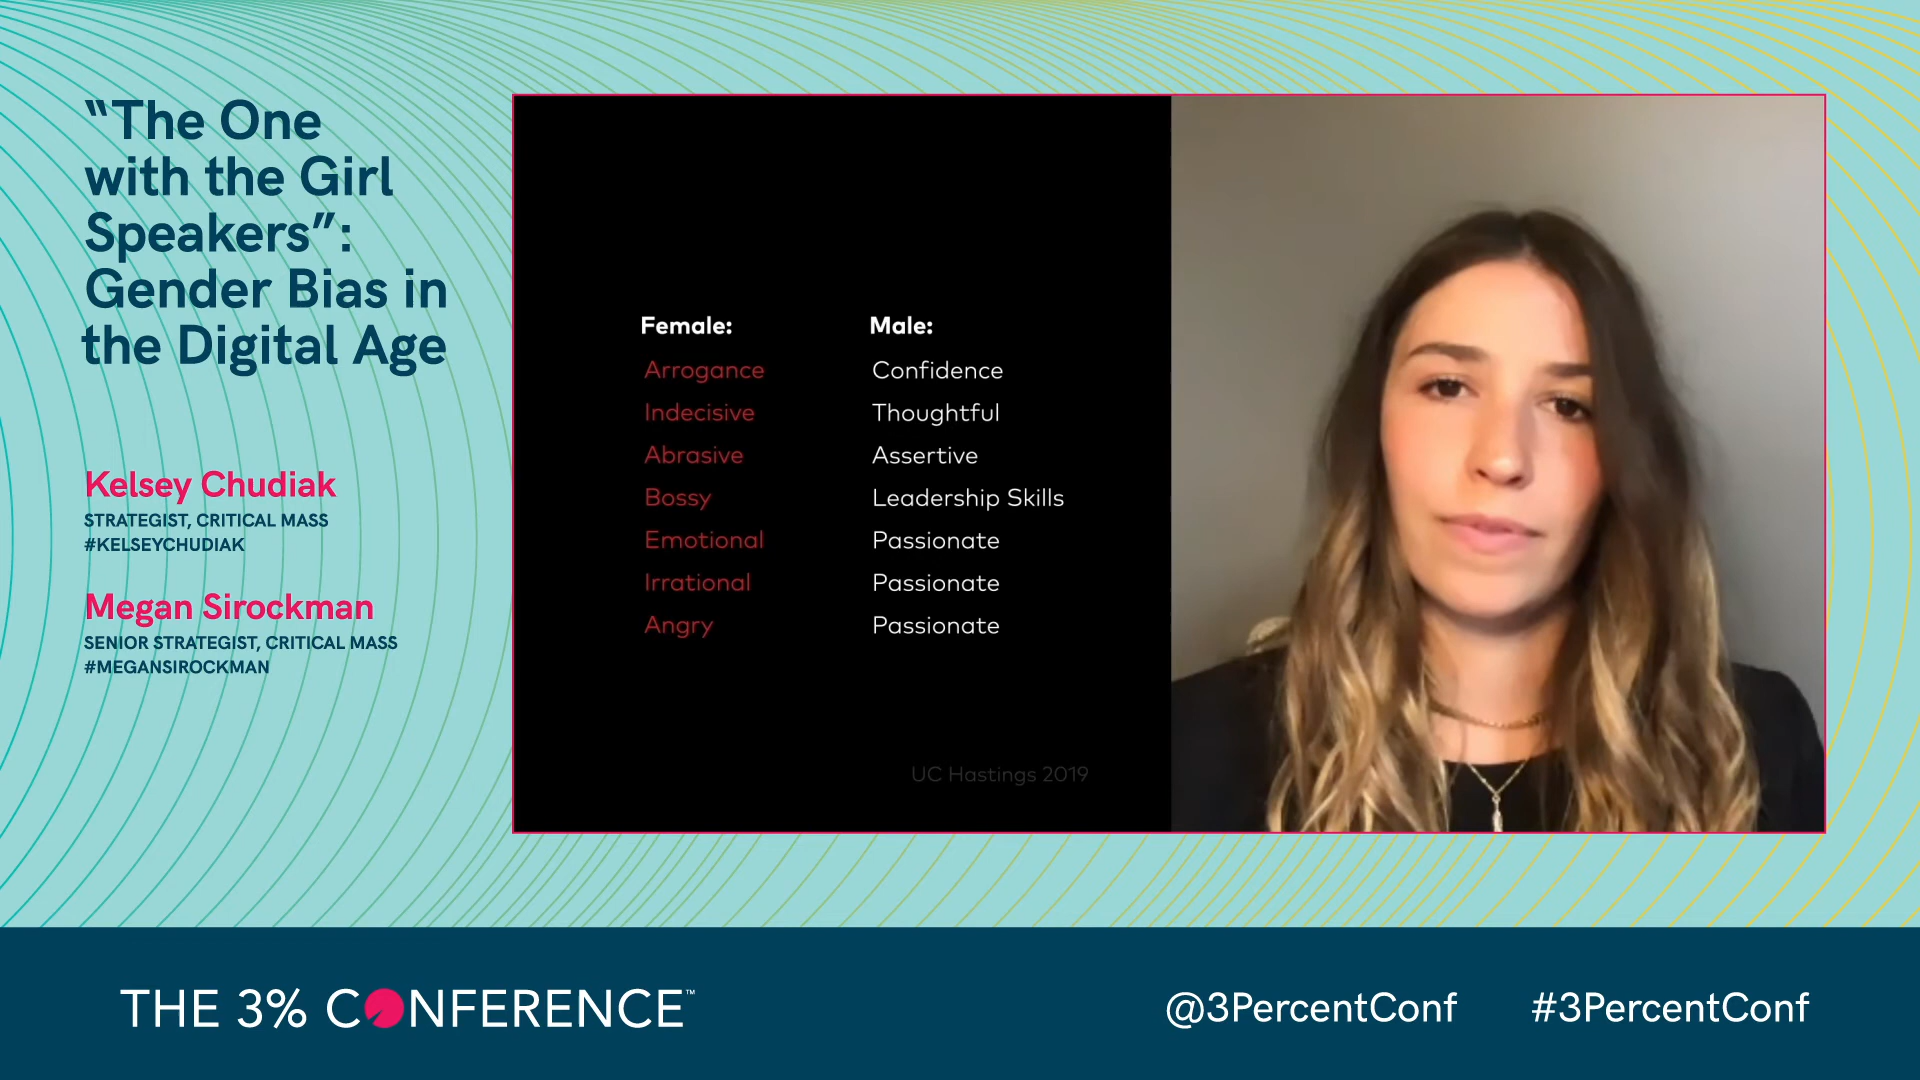 “The One
with the Girl
Speakers”:
Gender Bias in
the Digital Age
Kelsey Chudiak
STRATEGIST, CRITICAL MASS
#KELSEYCHUDIAK
Megan Sirockman
SENIOR STRATEGIST, CRITICAL MASS
#MEGANSIROCKMAN
Female: Male:
Arrogance Confidence
Indecisive Thoughtful
Abrasive Assertive
Bossy Leadership Skills
Emotional Passionate
Irrational Passionate
Angry Passionate
UC Hastings 2019
THE 3% CONFERENCE™
@3PercentConf #3PercentConf